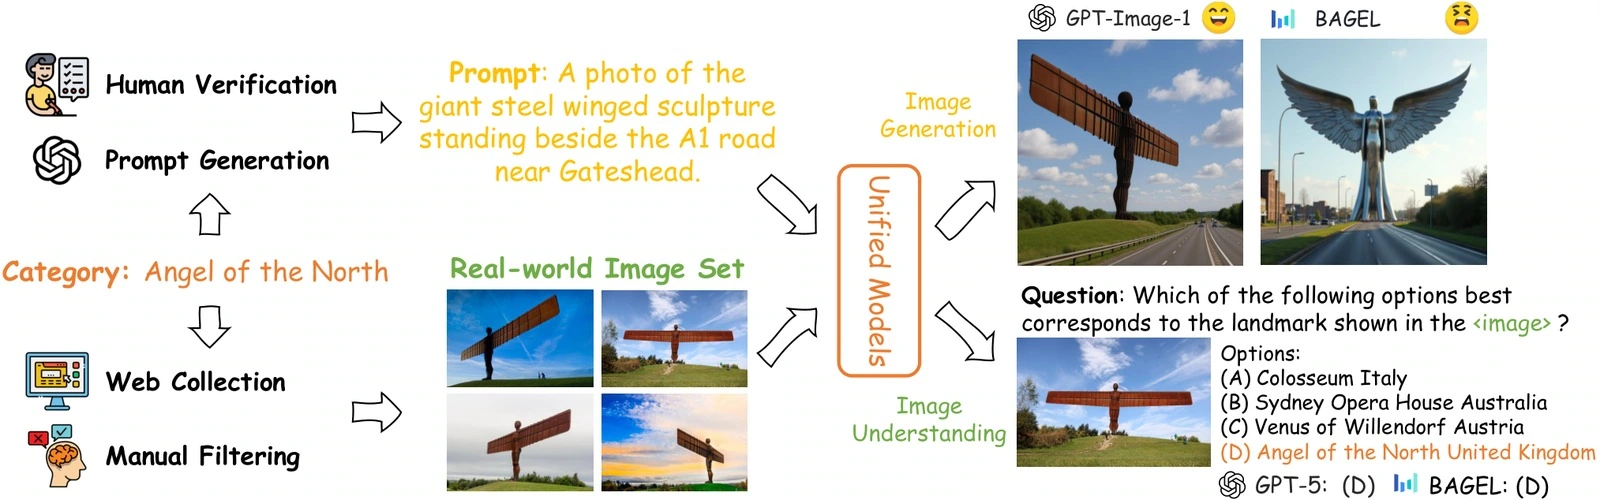 Human Verification
Prompt Generation
Category: Angel of the North
Web Collection
Manual Filtering
Prompt: A photo of the
giant steel winged sculpture
standing beside the A1 road
near Gateshead.
Real-world Image Set
Unified Models
Image
Generation
Image
Understanding
GPT-Image-1
BAGEL
Question: Which of the following options best
corresponds to the landmark shown in the <image> ?
Options:
(A) Colosseum Italy
(B) Sydney Opera House Australia
(C) Venus of Willendorf Austria
(D) Angel of the North United Kingdom
GPT-5: (D) BAGEL: (D)